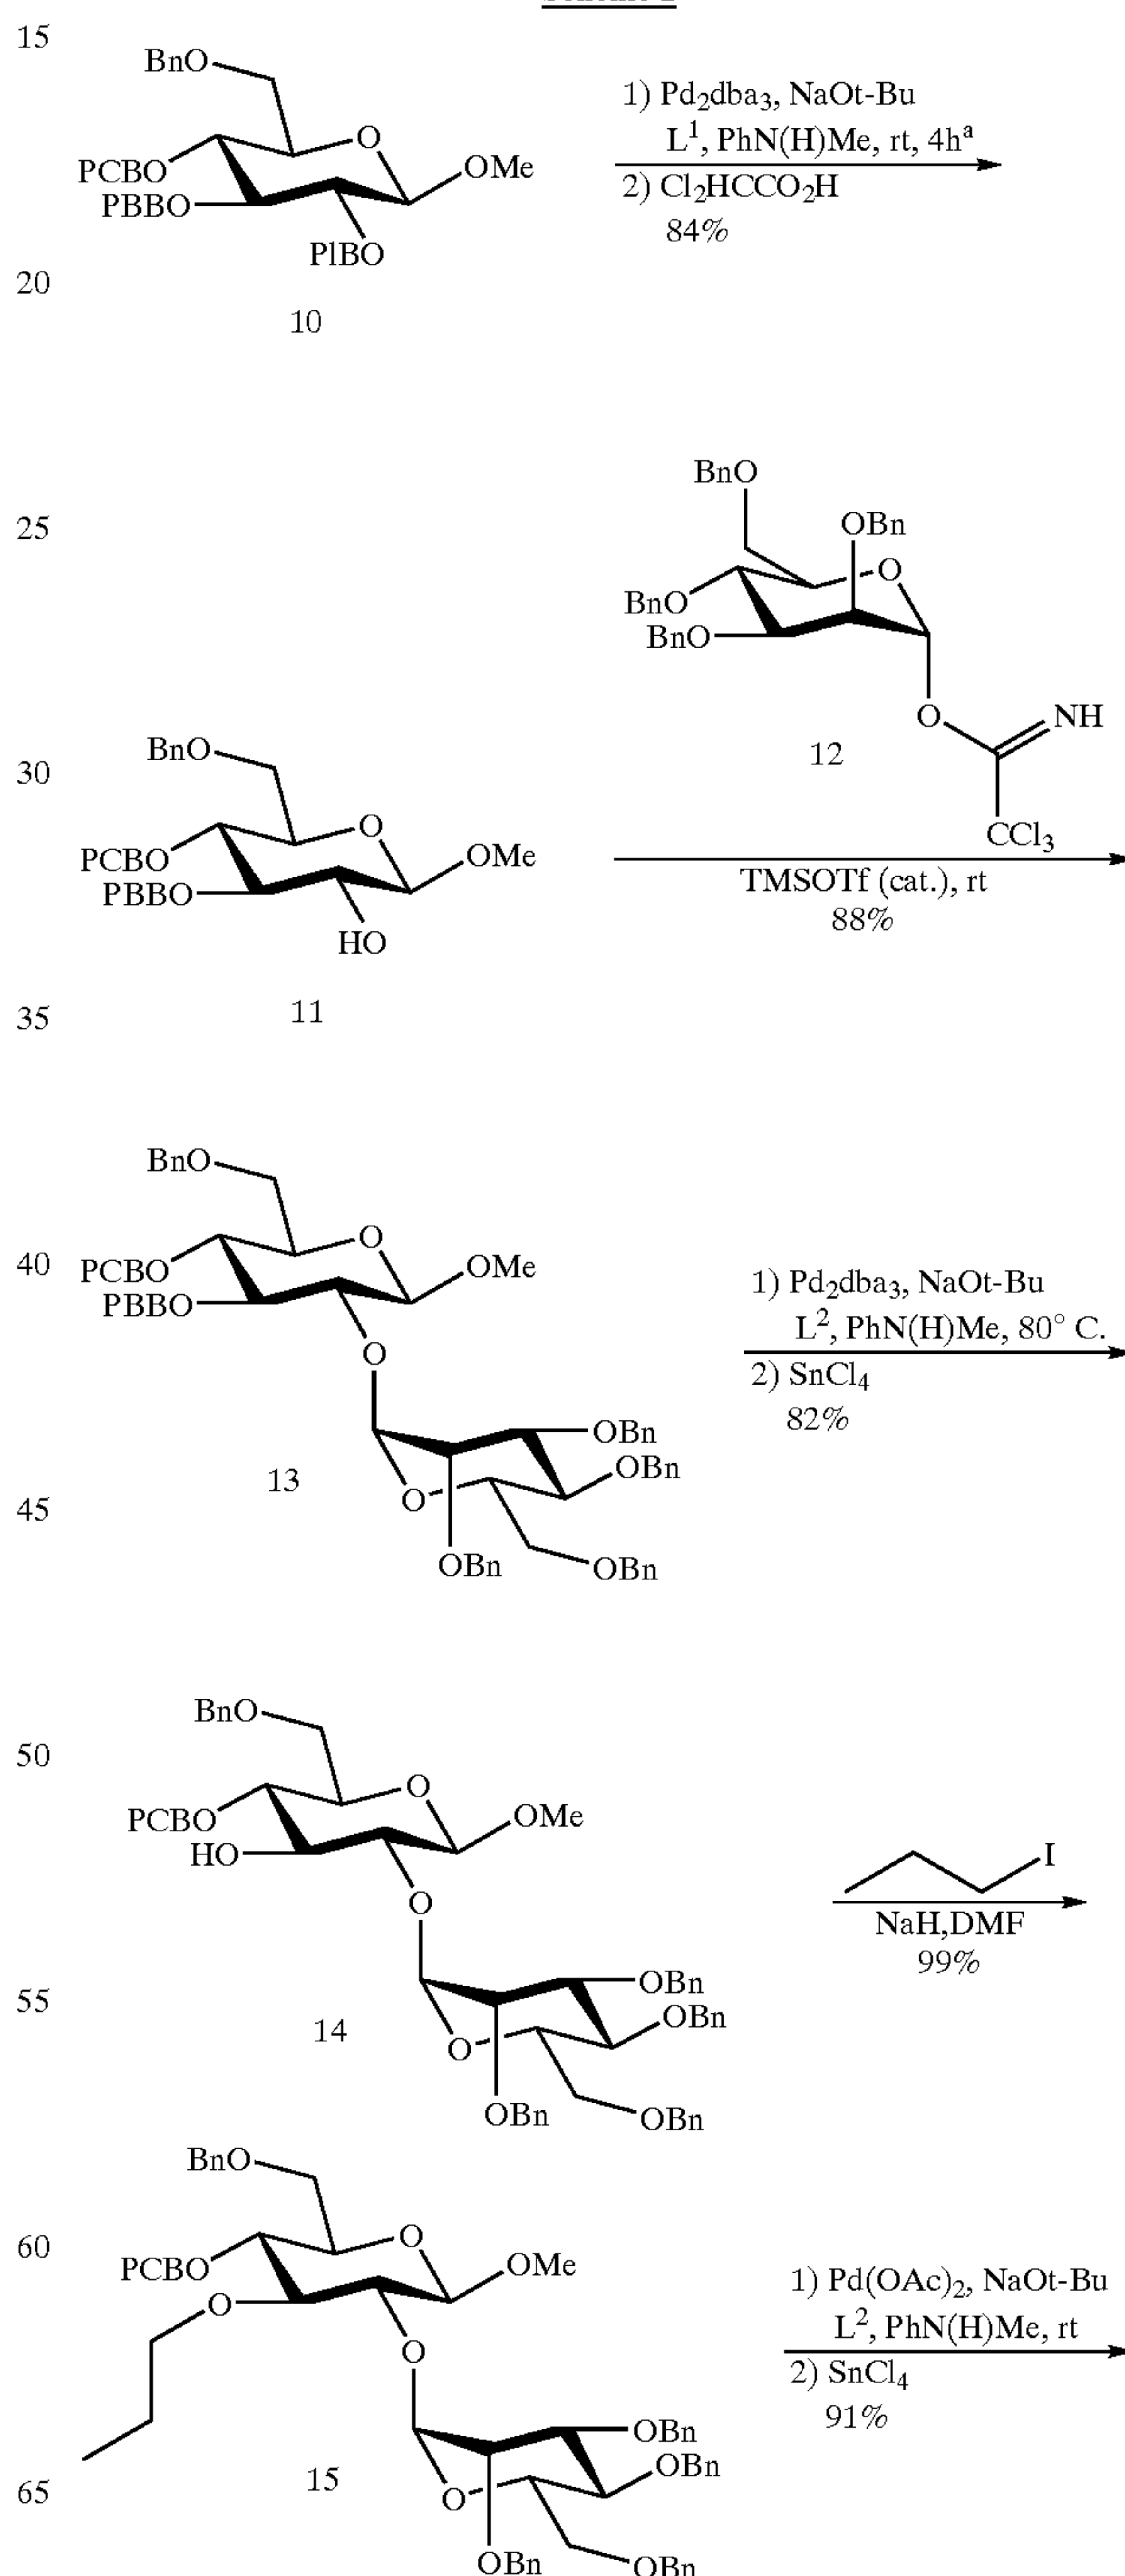 15
BnO
O
OMe
PCBO
PBBO
PlBO
10
1) Pd₂dba₃, NaOt-Bu
L¹, PhN(H)Me, rt, 4hᵃ
2) Cl₂HCCO₂H
84%
20
25
BnO
OBn
O
BnO
BnO
O
NH
12
CCl₃
30
BnO
O
OMe
PCBO
PBBO
HO
11
TMSOTf (cat.), rt
88%
35
BnO
O
OMe
40
PCBO
PBBO
O
OBn
OBn
O
OBn
OBn
13
1) Pd₂dba₃, NaOt-Bu
L², PhN(H)Me, 80° C.
2) SnCl₄
82%
45
50
BnO
O
OMe
PCBO
HO
O
OBn
OBn
O
OBn
OBn
14
I
NaH,DMF
99%
55
BnO
60
O
OMe
PCBO
O
O
OBn
OBn
O
OBn
OBn
15
1) Pd(OAc)₂, NaOt-Bu
L², PhN(H)Me, rt
2) SnCl₄
91%
65